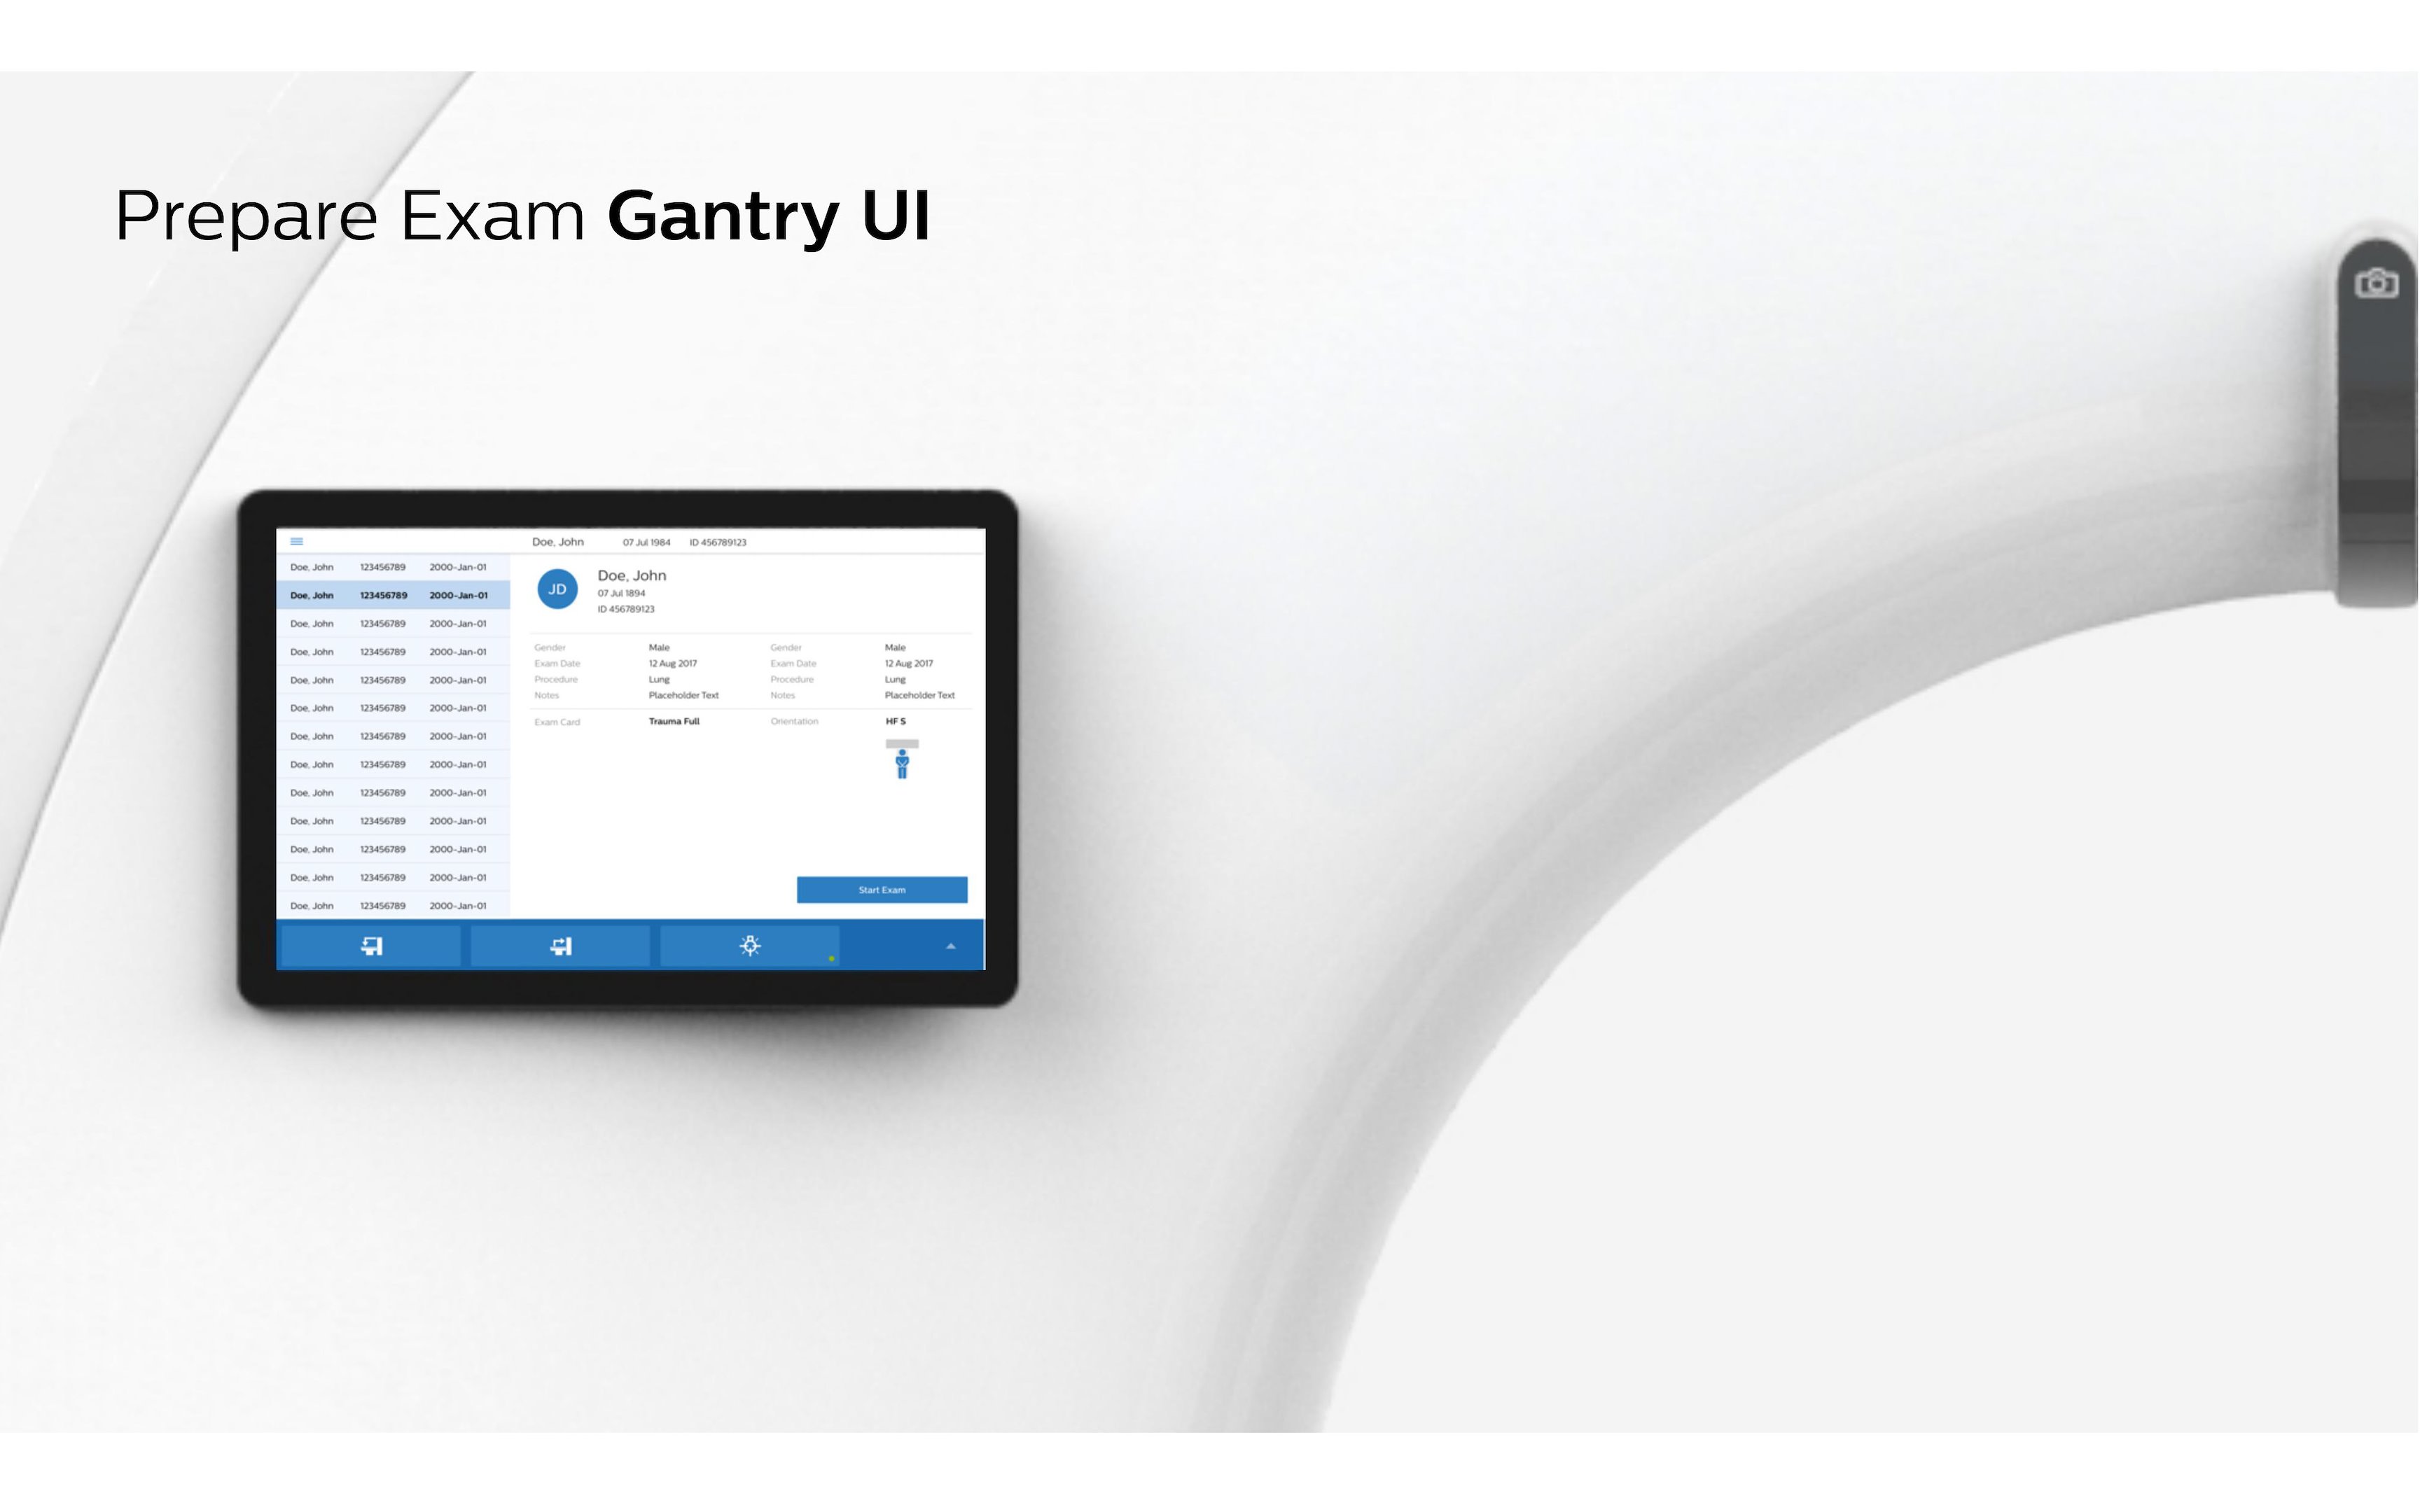 Prepare Exam Gantry UI
Doe, John 07 Jul 1984 ID 456789123
Doe, John 123456789 2000-Jan-01
Doe, John 123456789 2000-Jan-01
Doe, John 123456789 2000-Jan-01
Doe, John 123456789 2000-Jan-01
Doe, John 123456789 2000-Jan-01
Doe, John 123456789 2000-Jan-01
Doe, John 123456789 2000-Jan-01
Doe, John 123456789 2000-Jan-01
Doe, John 123456789 2000-Jan-01
Doe, John 123456789 2000-Jan-01
Doe, John 123456789 2000-Jan-01
Doe, John 123456789 2000-Jan-01
Doe, John 123456789 2000-Jan-01
JD
Doe, John
07 Jul 1894
ID 456789123
Gender Male Gender Male
Exam Date 12 Aug 2017 Exam Date 12 Aug 2017
Procedure Lung Procedure Lung
Notes Placeholder Text Notes Placeholder Text
Exam Card Trauma Full Orientation HF S
Start Exam